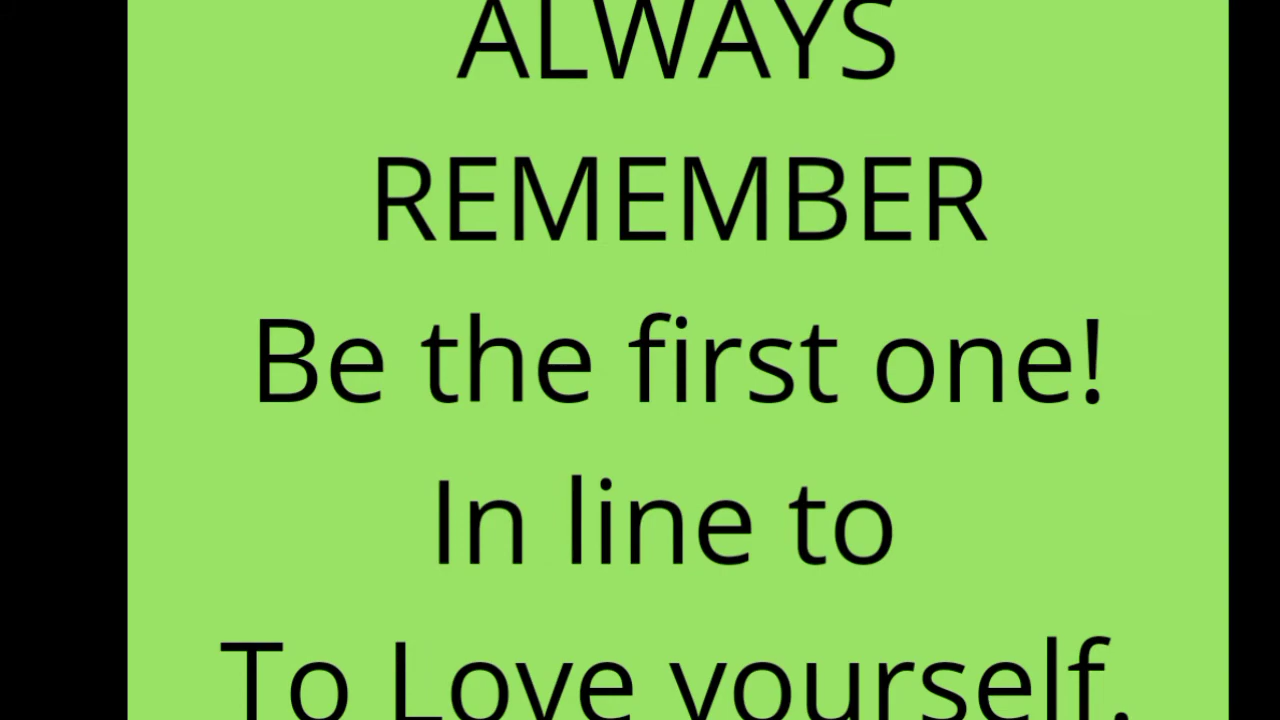 ALWAYS
REMEMBER
Be the first one!
In line to
To Love yourself.